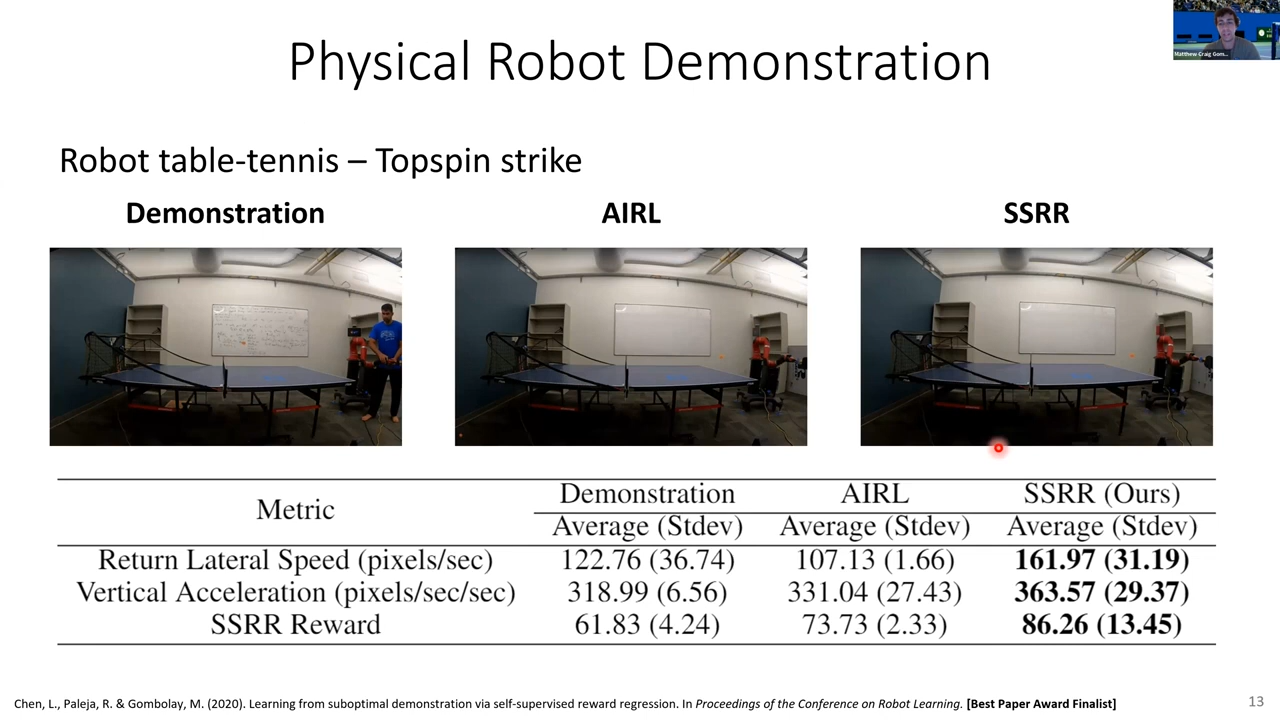 Physical Robot Demonstration
Matthew Craig Gom...
Robot table-tennis – Topspin strike
Demonstration AIRL SSRR
Metric Demonstration AIRL SSRR (Ours)
Average (Stdev) Average (Stdev) Average (Stdev)
Return Lateral Speed (pixels/sec) 122.76 (36.74) 107.13 (1.66) 161.97 (31.19)
Vertical Acceleration (pixels/sec/sec) 318.99 (6.56) 331.04 (27.43) 363.57 (29.37)
SSRR Reward 61.83 (4.24) 73.73 (2.33) 86.26 (13.45)
Chen, L., Paleja, R. & Gombolay, M. (2020). Learning from suboptimal demonstration via self-supervised reward regression. In Proceedings of the Conference on Robot Learning. [Best Paper Award Finalist]
13